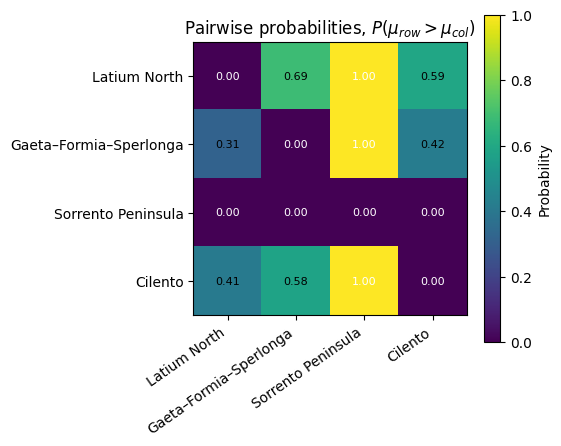 Pairwise probabilities, P(μ_row > μ_col)
Latium North 0.00 0.69 1.00 0.59
Gaeta–Formia–Sperlonga 0.31 0.00 1.00 0.42
Sorrento Peninsula 0.00 0.00 0.00 0.00
Cilento 0.41 0.58 1.00 0.00
Latium North
Gaeta–Formia–Sperlonga
Sorrento Peninsula
Cilento
1.0
0.8
0.6
0.4
0.2
0.0
Probability